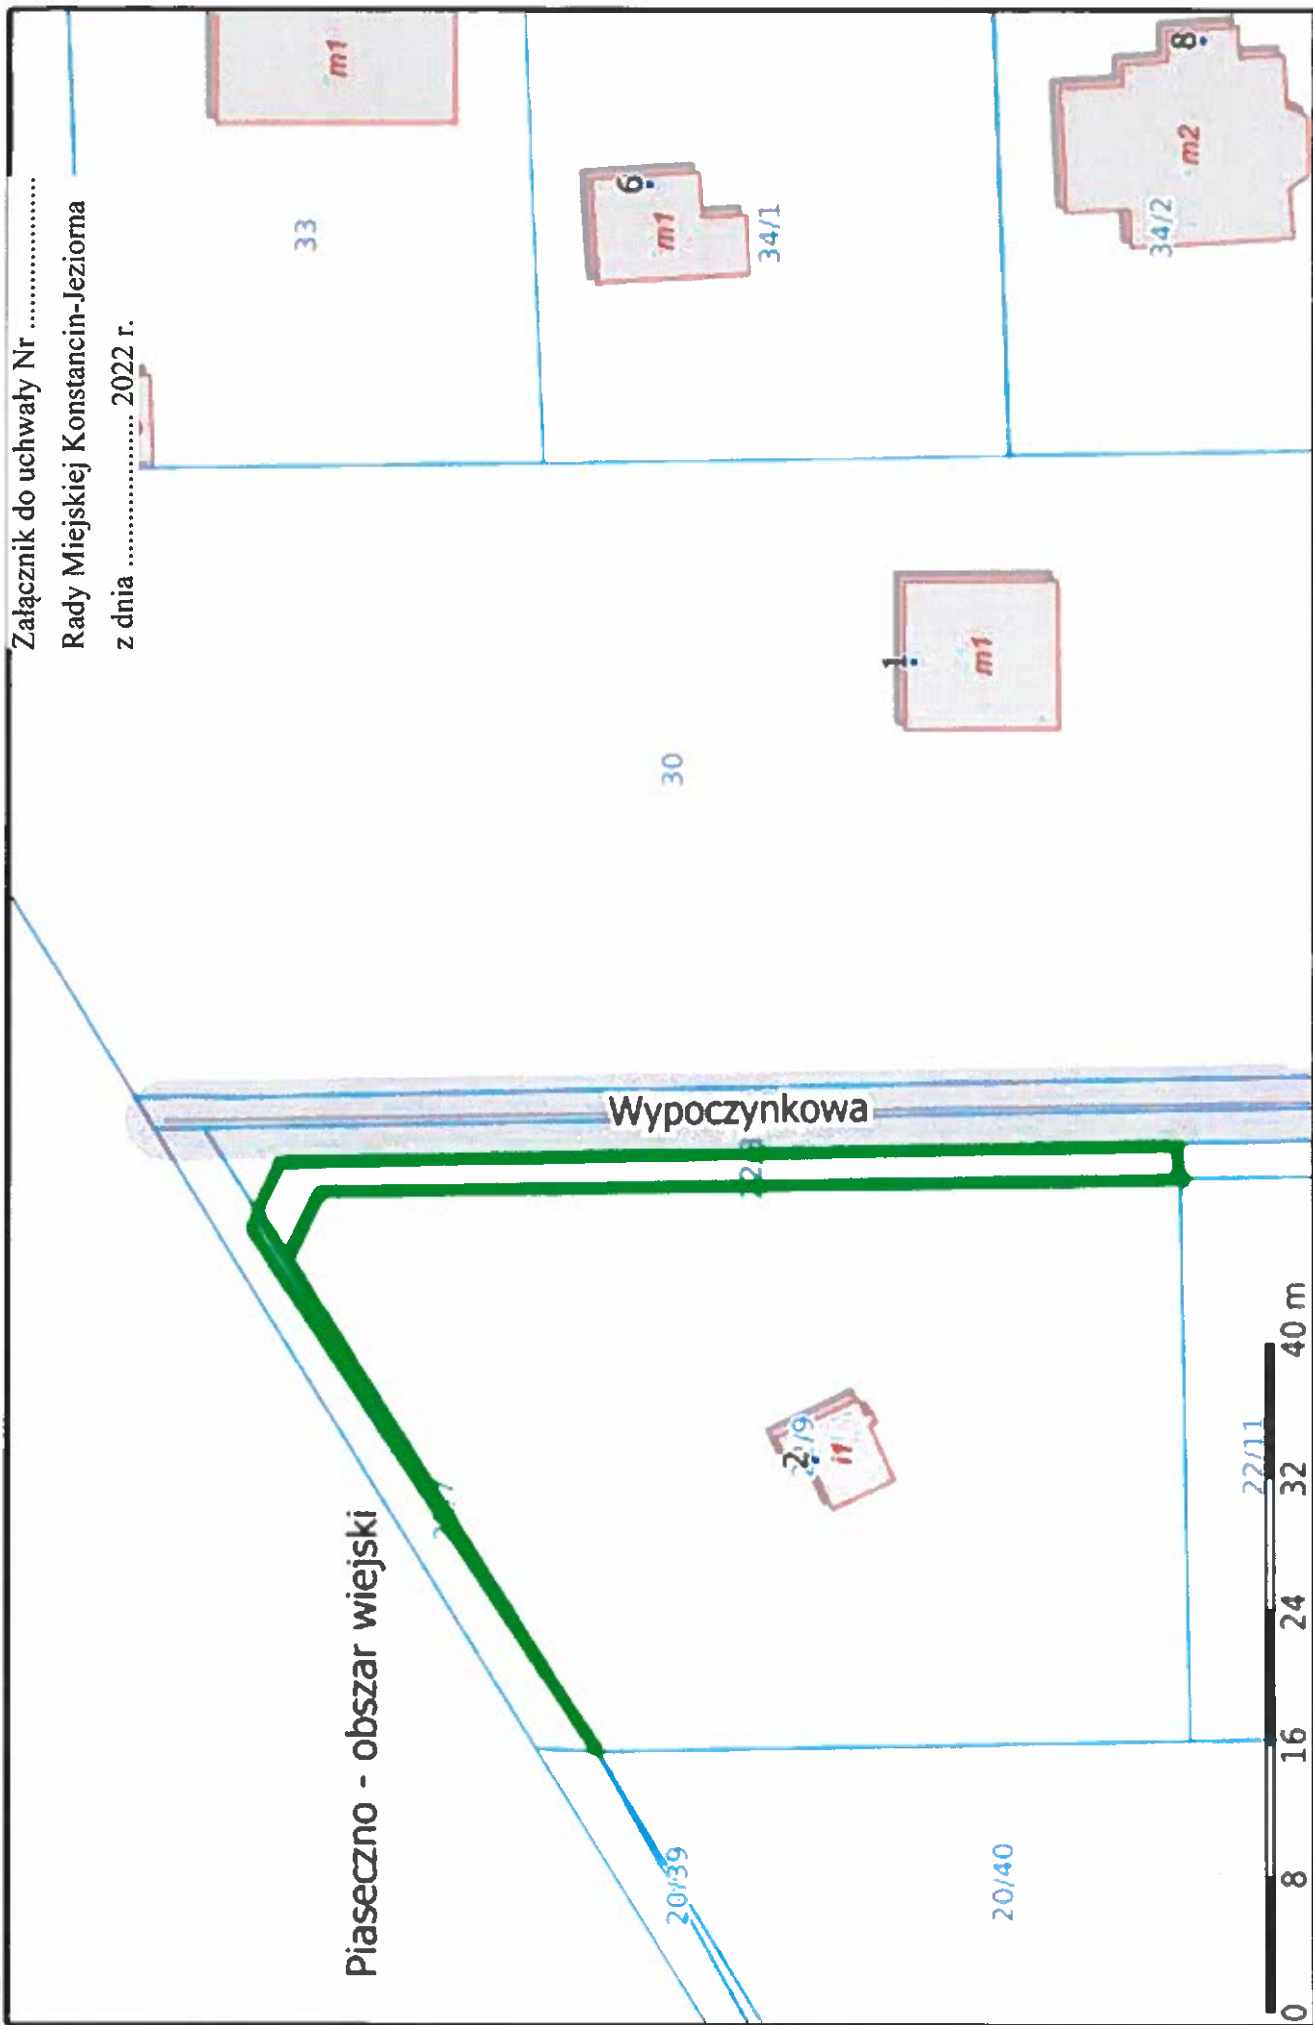 Załącznik do uchwały Nr ........................
Rady Miejskiej Konstancin-Jeziorna
z dnia ..................... 2022 r.
m1
33
6
m1
34/1
8
m2
34/2
30
1
m1
Wypoczynkowa
Piaseczno - obszar wiejski
2
i1
22/11
20/39
20/40
0 8 16 24 32 40 m